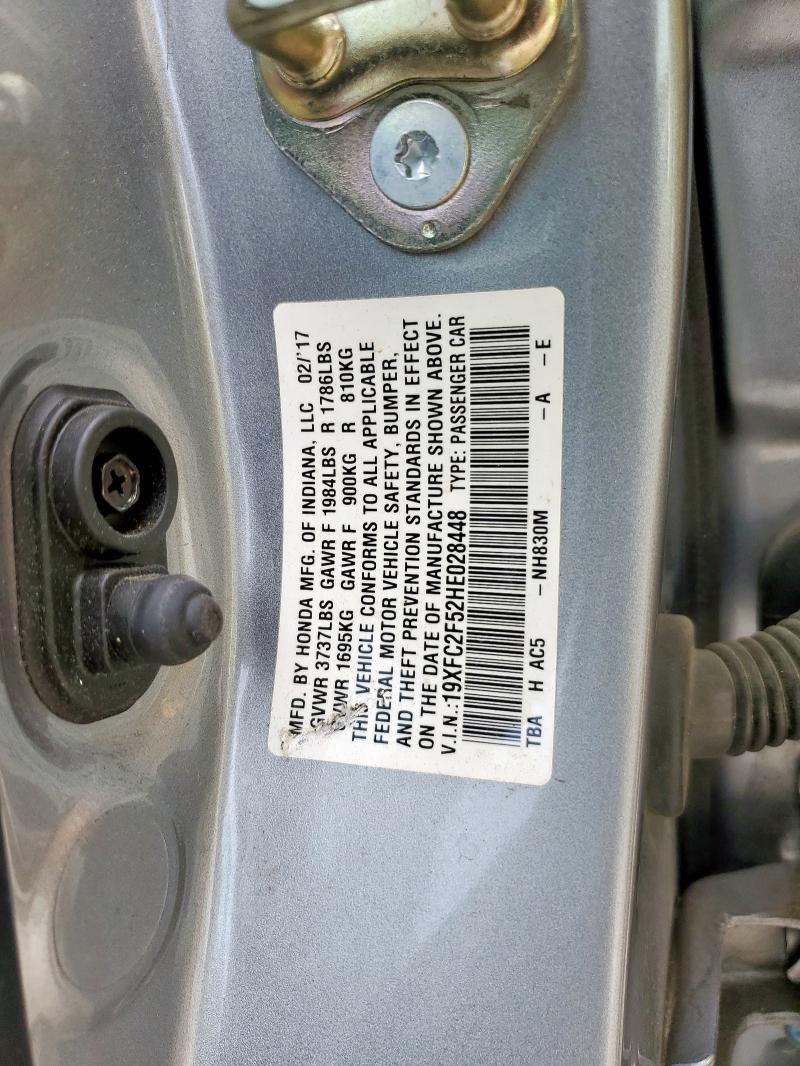 MFD. BY HONDA MFG. OF INDIANA, LLC 02/'17
GVWR 3737LBS GAWR F 1984LBS R 1786LBS
GVWR 1695KG GAWR F 900KG R 810KG
THIS VEHICLE CONFORMS TO ALL APPLICABLE
FEDERAL MOTOR VEHICLE SAFETY, BUMPER,
AND THEFT PREVENTION STANDARDS IN EFFECT
ON THE DATE OF MANUFACTURE SHOWN ABOVE.
V.I.N.:19XFC2F52HE028448 TYPE: PASSENGER CAR
TBA H AC5 -NH830M -A -E